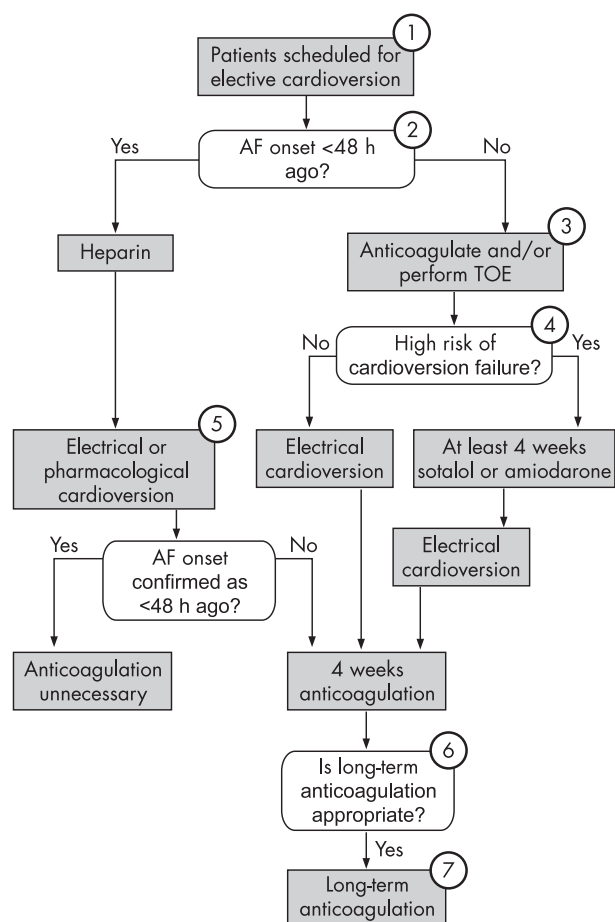 1
Patients scheduled for
elective cardioversion
2
AF onset <48 h
ago?
Yes
No
Heparin
3
Anticoagulate and/or
perform TOE
4
High risk of
cardioversion failure?
No
Yes
5
Electrical or
pharmacological
cardioversion
Electrical
cardioversion
At least 4 weeks
sotalol or amiodarone
Yes
AF onset
confirmed as
<48 h ago?
No
Electrical
cardioversion
Anticoagulation
unnecessary
4 weeks
anticoagulation
6
Is long-term
anticoagulation
appropriate?
Yes
7
Long-term
anticoagulation